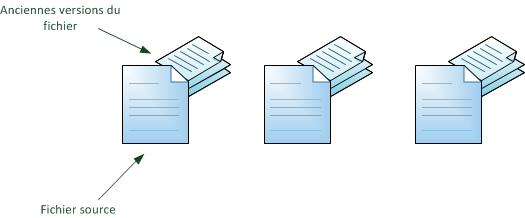 Anciennes versions du
fichier
Fichier source